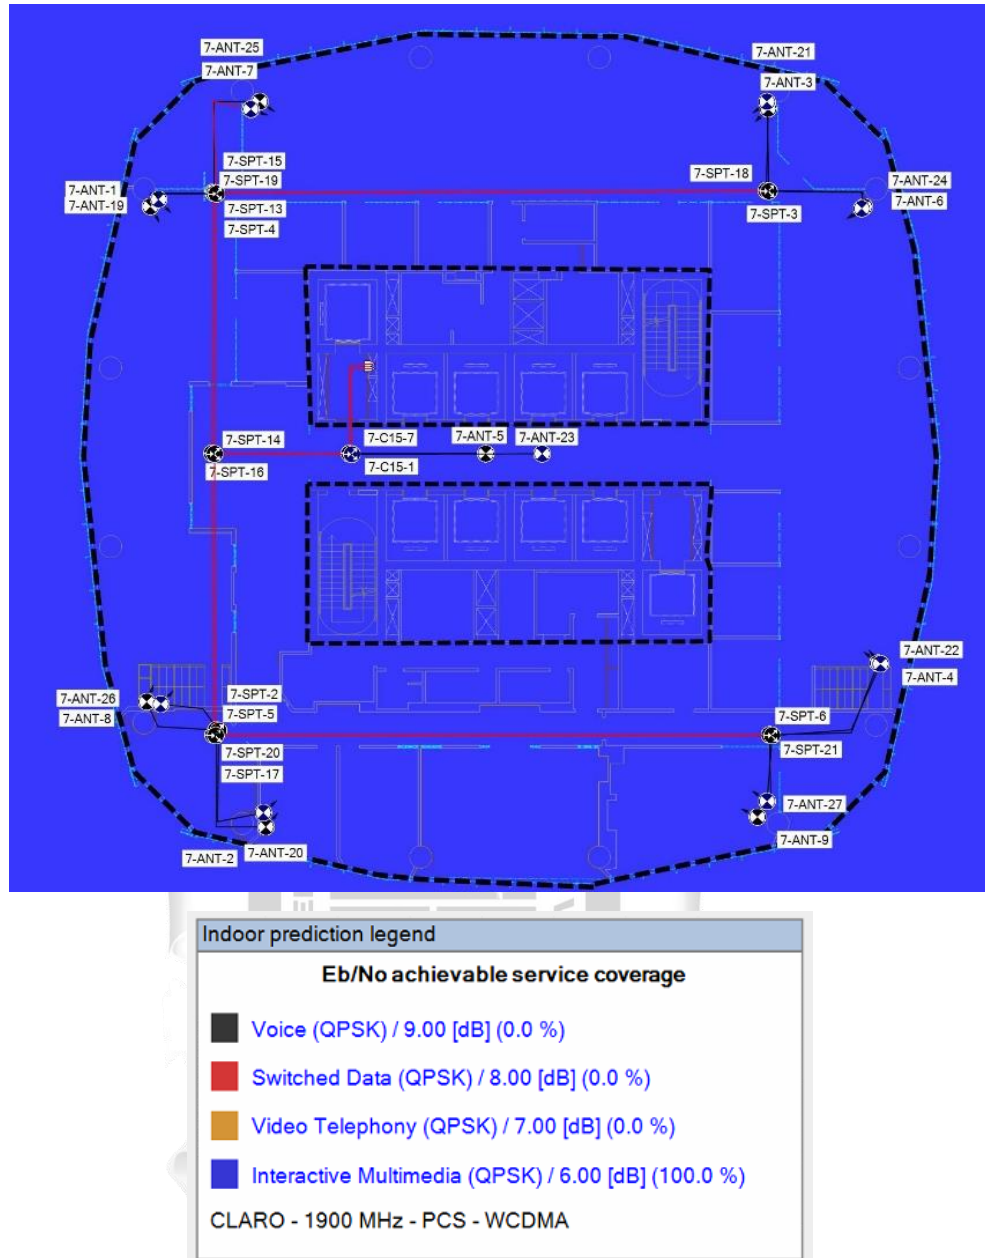 7-ANT-25
7-ANT-21
7-ANT-7
7-ANT-3
7-SPT-15
7-SPT-18
7-SPT-19
7-ANT-24
7-ANT-1
7-ANT-6
7-ANT-19
7-SPT-13
7-SPT-3
7-SPT-4
7-SPT-14
7-C15-7
7-ANT-5
7-ANT-23
7-SPT-16
7-C15-1
7-ANT-22
7-ANT-4
7-ANT-26
7-SPT-2
7-ANT-8
7-SPT-5
7-SPT-6
7-SPT-20
7-SPT-21
7-SPT-17
7-ANT-27
7-ANT-9
7-ANT-2
7-ANT-20
Indoor prediction legend
Eb/No achievable service coverage
Voice (QPSK) / 9.00 [dB] (0.0 %)
Switched Data (QPSK) / 8.00 [dB] (0.0 %)
Video Telephony (QPSK) / 7.00 [dB] (0.0 %)
Interactive Multimedia (QPSK) / 6.00 [dB] (100.0 %)
CLARO - 1900 MHz - PCS - WCDMA